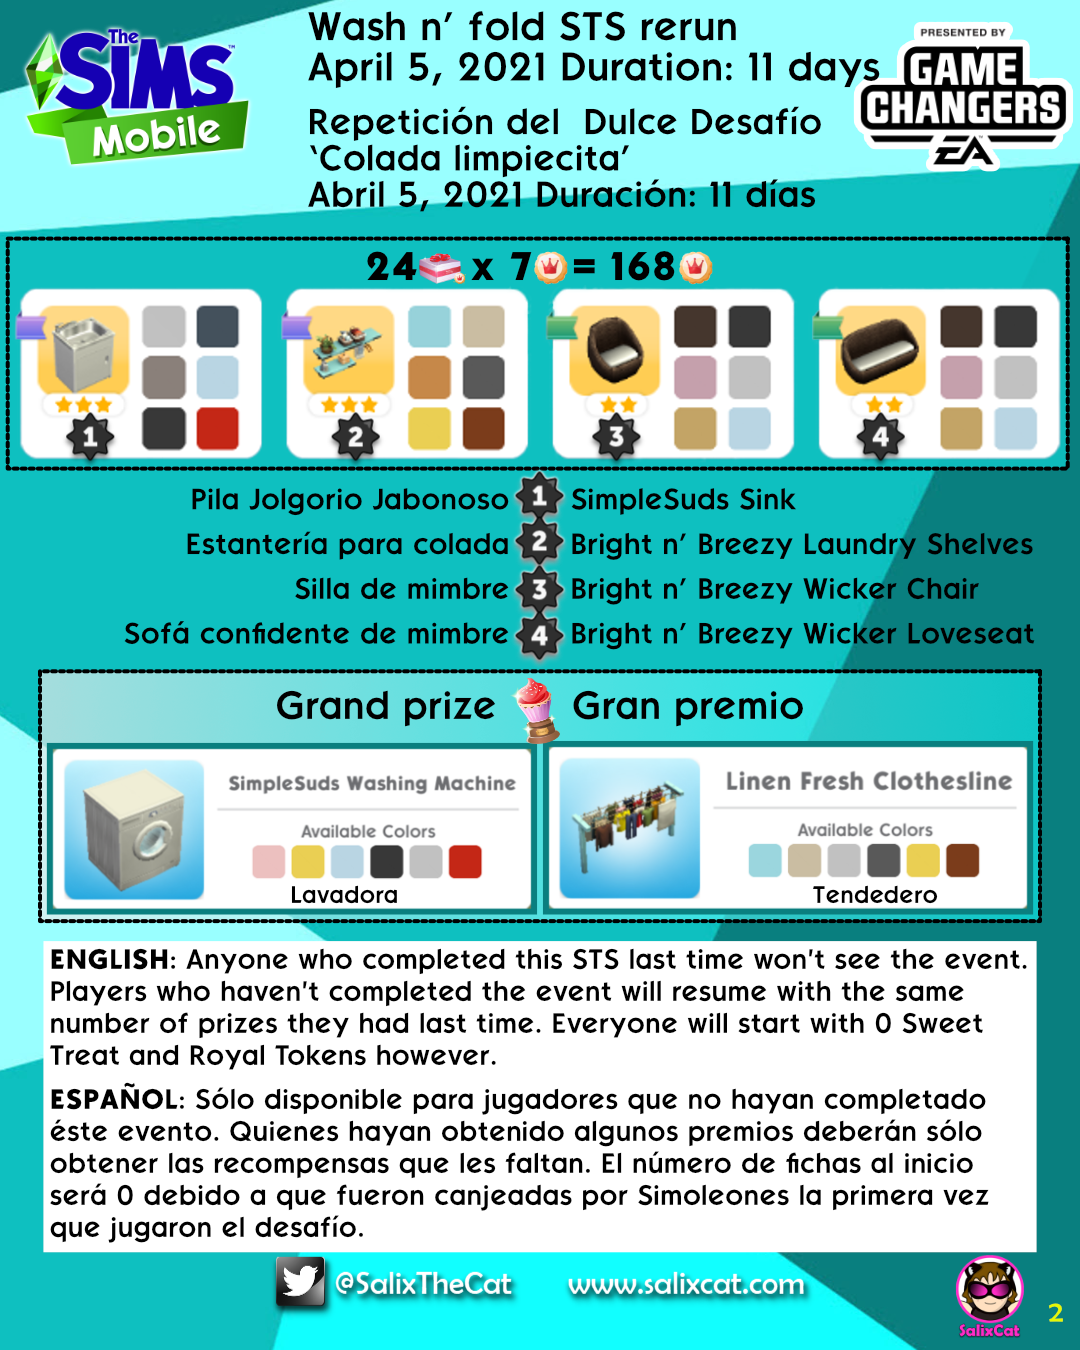 The
SiMS
Mobile
Wash n' fold STS rerun
April 5, 2021 Duration: 11 days
Repetición del Dulce Desafío
‘Colada limpiecita’
Abril 5, 2021 Duración: 11 días
PRESENTED BY
GAME
CHANGERS
EA
24 x 7 = 168
1 2 3 4
Pila Jolgorio Jabonoso 1 SimpleSuds Sink
Estantería para colada 2 Bright n' Breezy Laundry Shelves
Silla de mimbre 3 Bright n' Breezy Wicker Chair
Sofá confidente de mimbre 4 Bright n' Breezy Wicker Loveseat
Grand prize Gran premio
SimpleSuds Washing Machine
Available Colors
Lavadora
Linen Fresh Clothesline
Available Colors
Tendedero
ENGLISH: Anyone who completed this STS last time won't see the event.
Players who haven't completed the event will resume with the same
number of prizes they had last time. Everyone will start with 0 Sweet
Treat and Royal Tokens however.
ESPAÑOL: Sólo disponible para jugadores que no hayan completado
éste evento. Quienes hayan obtenido algunos premios deberán sólo
obtener las recompensas que les faltan. El número de fichas al inicio
será 0 debido a que fueron canjeadas por Simoleones la primera vez
que jugaron el desafío.
@SalixTheCat www.salixcat.com
SalixCat
2